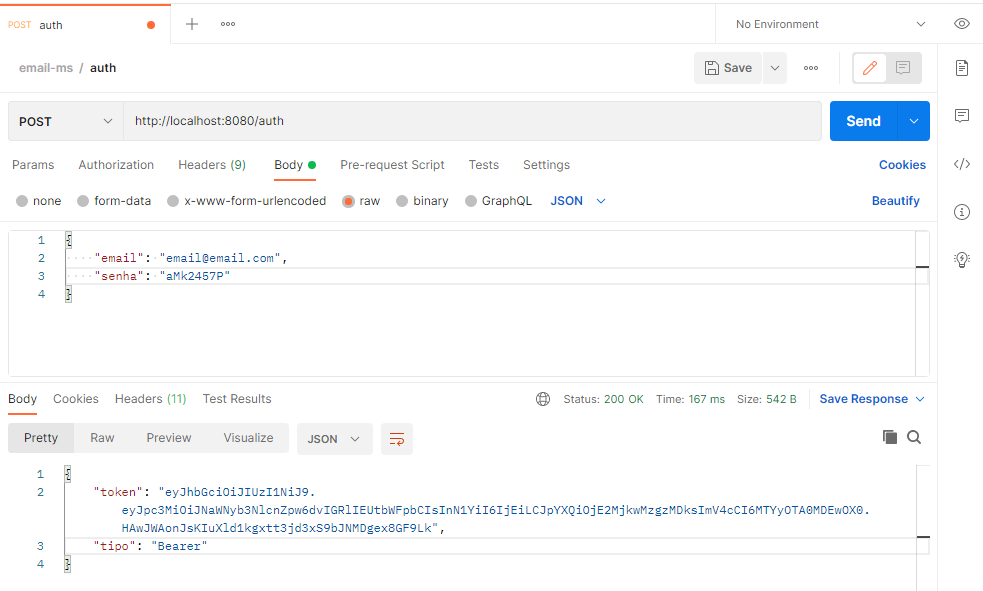 POST auth
No Environment
email-ms / auth
Save
POST http://localhost:8080/auth Send
Params Authorization Headers (9) Body Pre-request Script Tests Settings Cookies
none form-data x-www-form-urlencoded raw binary GraphQL JSON Beautify
1 {
2 "email": "email@email.com",
3 "senha": "aMk2457P"
4 }
Body Cookies Headers (11) Test Results Status: 200 OK Time: 167 ms Size: 542 B Save Response
Pretty Raw Preview Visualize JSON
1 {
2 "token": "eyJhbGciOiJIUzI1NiJ9.
eyJpc3MiOiJNaWNyb3NlcnZpw6dvIGRlIEUtbWFpbCIsInN1YiI6IjEiLCJpYXQiOjE2MjkwMzgzMDksImV4cCI6MTYyOTA0MDEwOX0.
HAwJWAonJsKIuXld1kgxtt3jd3xS9bJNMDgex8GF9Lk",
3 "tipo": "Bearer"
4 }